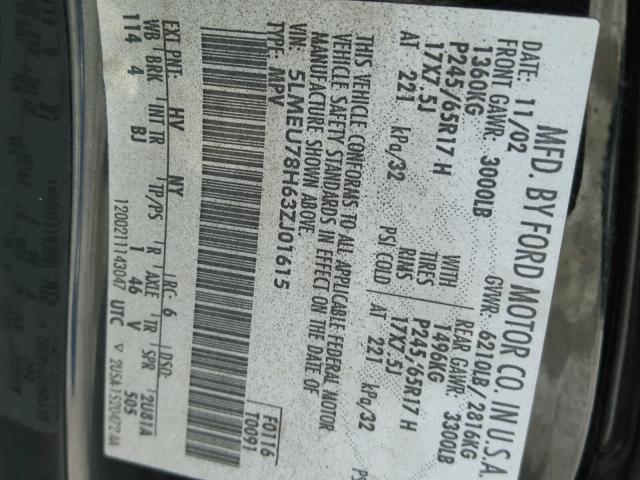 MFD. BY FORD MOTOR CO. IN U.S.A.
DATE: 11/02 GVWR: 6210LB/2816KG
FRONT GAWR: 3000LB REAR GAWR: 3300LB
1360KG WITH 1496KG
P245/65R17 H TIRES P245/65R17 H
17X7.5J RIMS 17X7.5J
AT 221 kPa/32 PSI COLD AT 221 kPa/32 PS
THIS VEHICLE CONFORMS TO ALL APPLICABLE FEDERAL MOTOR
VEHICLE SAFETY STANDARDS IN EFFECT ON THE DATE OF
MANUFACTURE SHOWN ABOVE.
VIN: 5LMEU78H63ZJ01615 F0116
TYPE: MPV T0091
EXT PNT: HV NY RC: 6 DSO:
WB BRK INT TR TP/PS R AXLE TR SPR 2U81A
114 4 BJ 1 46 V 505
12002111143047 UTC